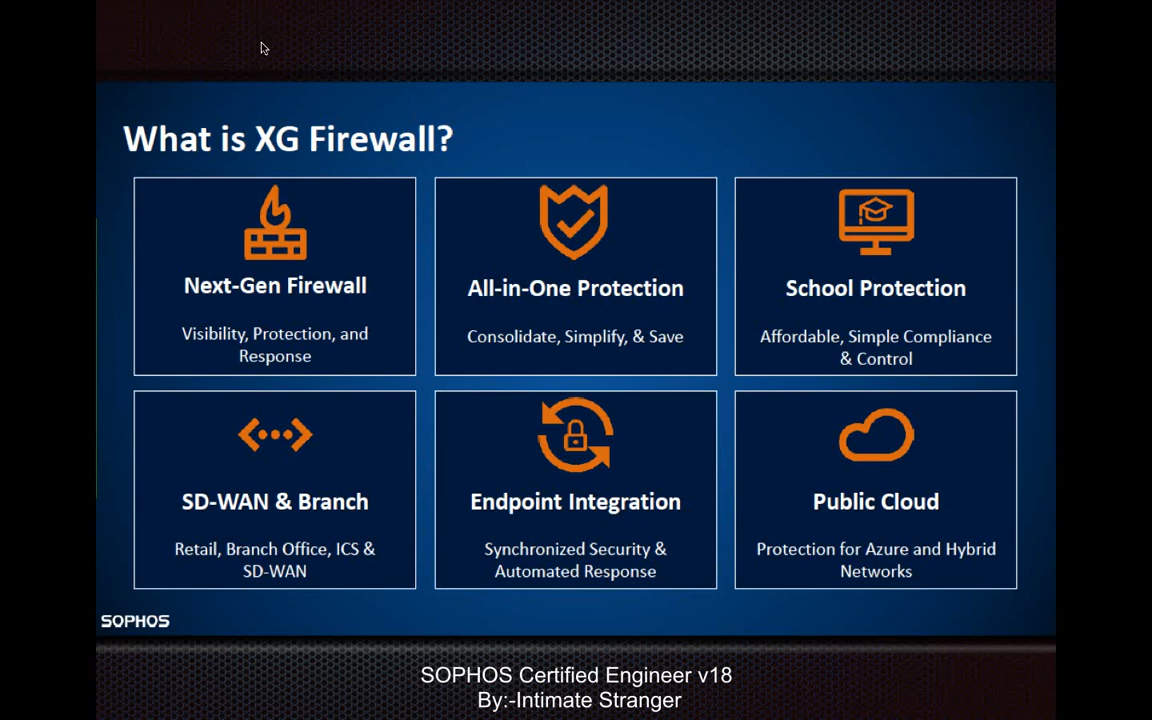 What is XG Firewall?
Next-Gen Firewall
Visibility, Protection, and
Response
All-in-One Protection
Consolidate, Simplify, & Save
School Protection
Affordable, Simple Compliance
& Control
SD-WAN & Branch
Retail, Branch Office, ICS &
SD-WAN
Endpoint Integration
Synchronized Security &
Automated Response
Public Cloud
Protection for Azure and Hybrid
Networks
SOPHOS
SOPHOS Certified Engineer v18
By:-Intimate Stranger